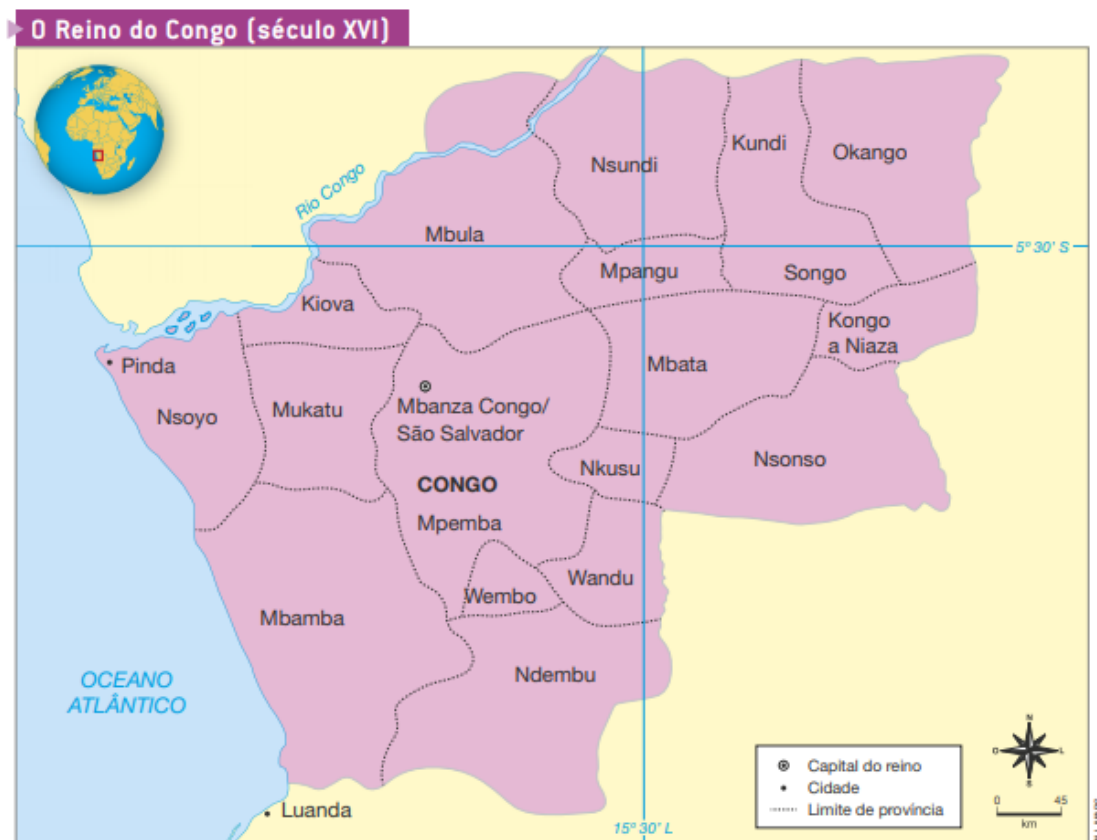 O Reino do Congo (século XVI)
Rio Congo
Nsundi
Kundi
Okango
Mbula
5º 30' S
Mpangu
Songo
Kiova
Kongo
a Niaza
Pinda
Mbata
Nsoyo
Mukatu
Mbanza Congo/
São Salvador
Nkusu
Nsonso
CONGO
Mpemba
Wandu
Wembo
Mbamba
Ndembu
OCEANO
ATLÂNTICO
Luanda
15º 30' L
Capital do reino
Cidade
Limite de província
N
O
L
S
0 45
km